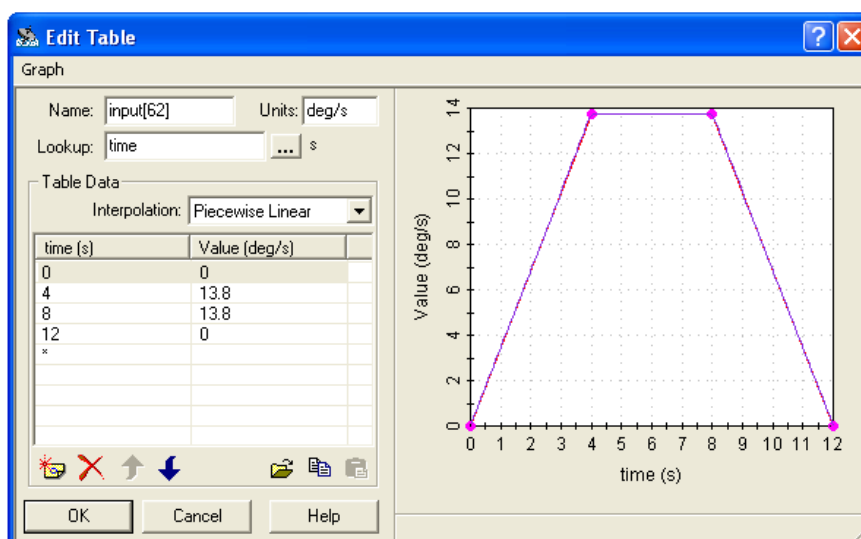 Edit Table
Graph
Name: input[62] Units: deg/s
Lookup: time ... s
Table Data
Interpolation: Piecewise Linear
time (s) Value (deg/s)
0 0
4 13.8
8 13.8
12 0
*
OK Cancel Help
14
12
10
8
6
4
2
0
Value (deg/s)
0 1 2 3 4 5 6 7 8 9 10 11 12
time (s)